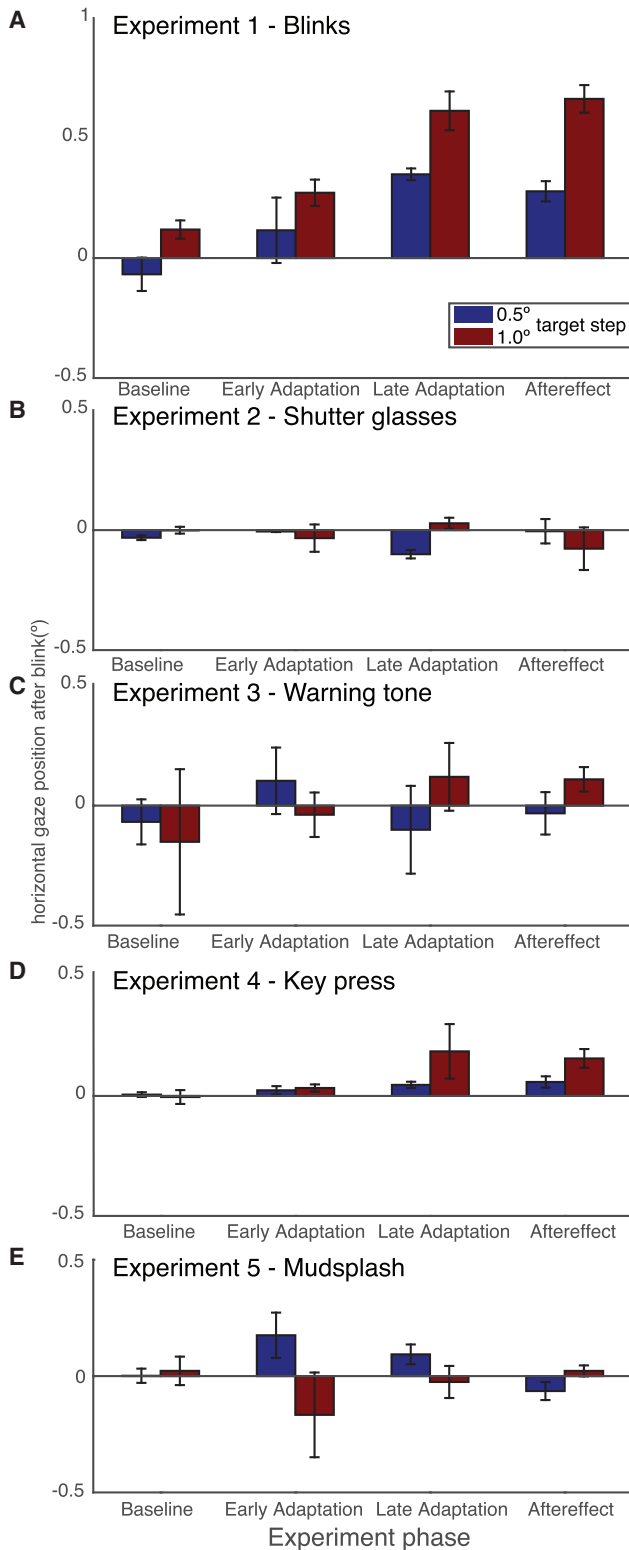 A
Experiment 1 - Blinks
1
0.5
0
-0.5
0.5º
1.0º
target step
Baseline
Early Adaptation
Late Adaptation
Aftereffect
B
Experiment 2 - Shutter glasses
0.5
0
-0.5
Baseline
Early Adaptation
Late Adaptation
Aftereffect
horizontal gaze position after blink(º)
C
Experiment 3 - Warning tone
0.5
0
-0.5
Baseline
Early Adaptation
Late Adaptation
Aftereffect
D
Experiment 4 - Key press
0.5
0
-0.5
Baseline
Early Adaptation
Late Adaptation
Aftereffect
E
Experiment 5 - Mudsplash
0.5
0
-0.5
Baseline
Early Adaptation
Late Adaptation
Aftereffect
Experiment phase